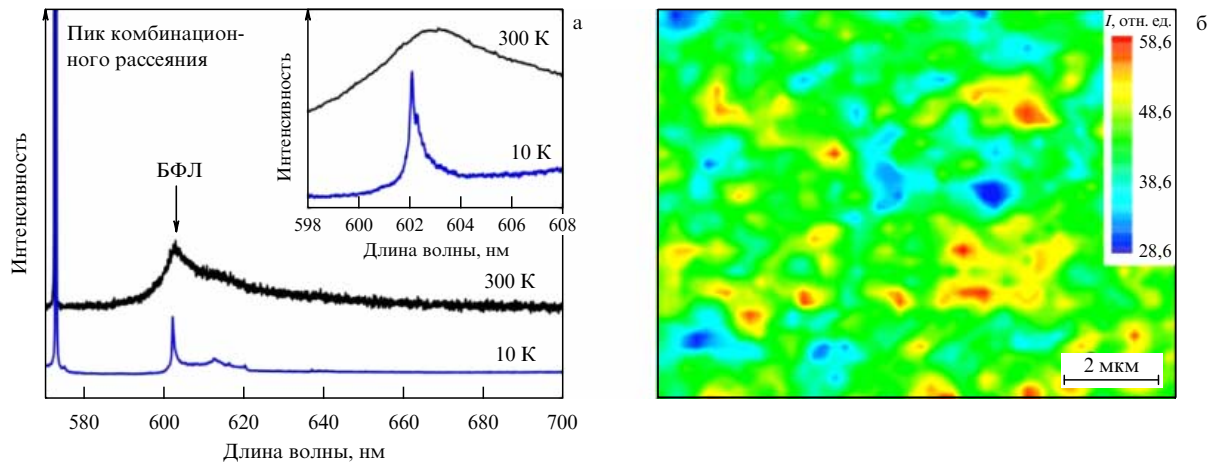 Пик комбинацион-
ного рассеяния
БФЛ
300 К
10 К
Интенсивность
580 600 620 640 660 680 700
Длина волны, нм
300 К
10 К
Интенсивность
598 600 602 604 606 608
Длина волны, нм
а
I, отн. ед.
58,6
48,6
38,6
28,6
2 мкм
б